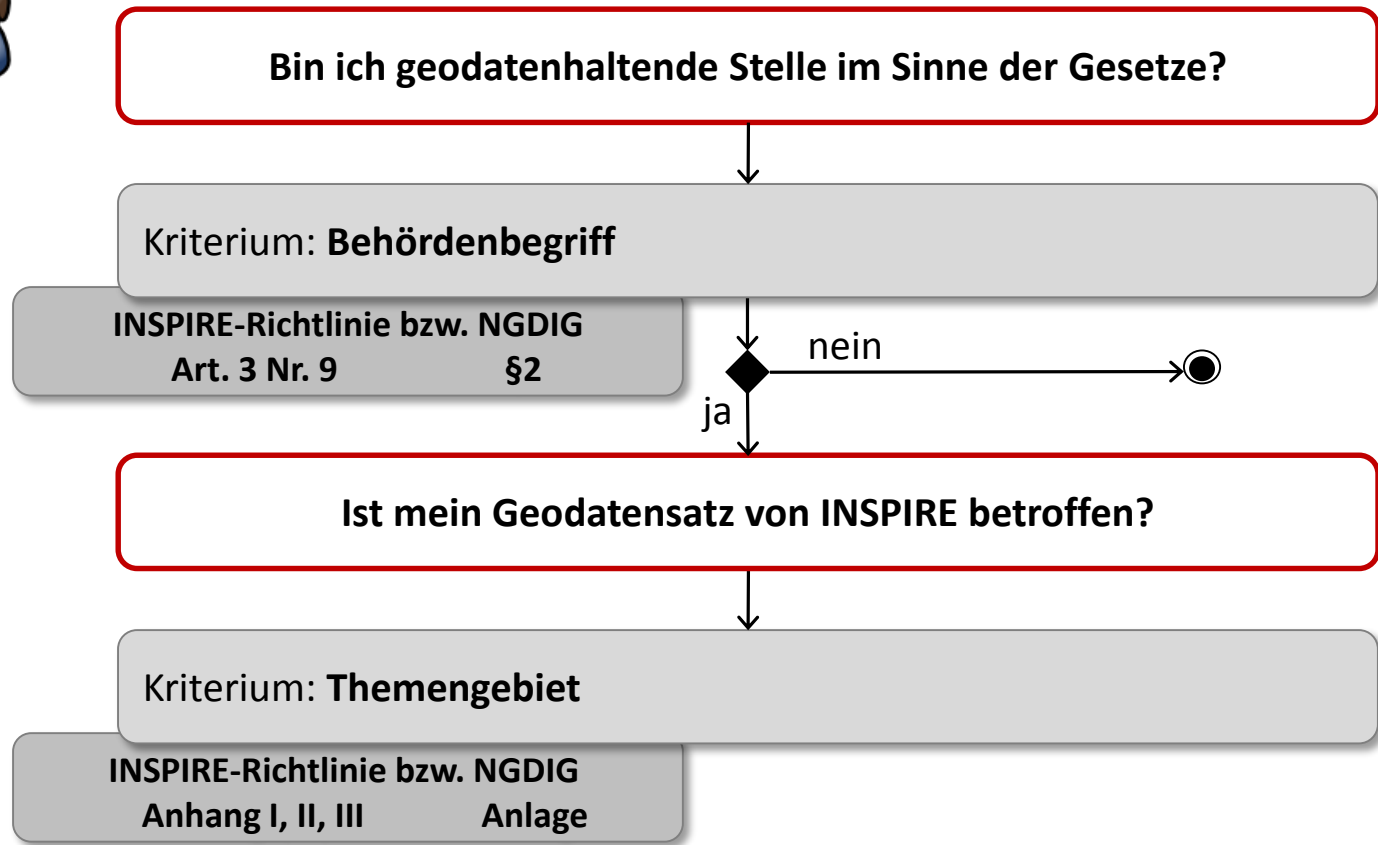 Bin ich geodatenhaltende Stelle im Sinne der Gesetze?
Kriterium: Behördenbegriff
INSPIRE-Richtlinie bzw. NGDIG
Art. 3 Nr. 9 §2
nein
ja
Ist mein Geodatensatz von INSPIRE betroffen?
Kriterium: Themengebiet
INSPIRE-Richtlinie bzw. NGDIG
Anhang I, II, III Anlage